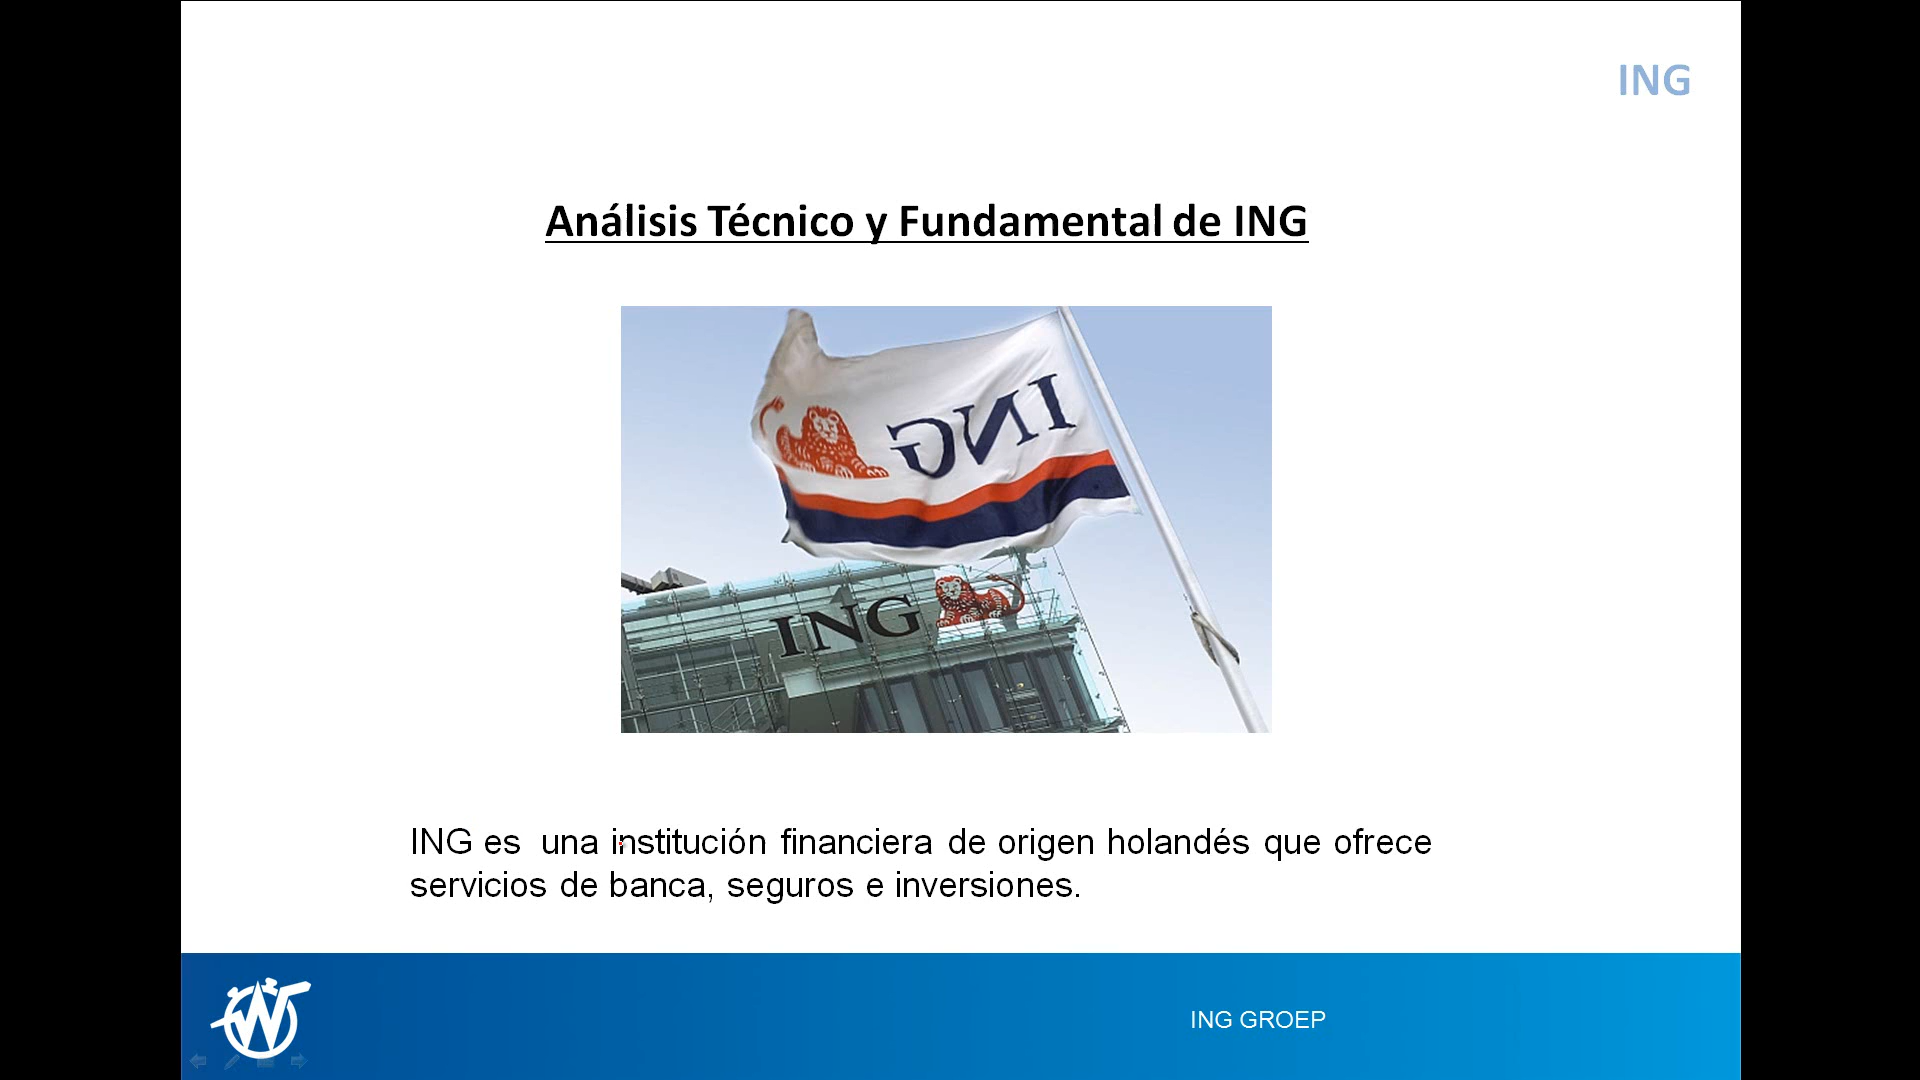 ING
Análisis Técnico y Fundamental de ING
ING
ING
ING es una institución financiera de origen holandés que ofrece
servicios de banca, seguros e inversiones.
W
ING GROEP